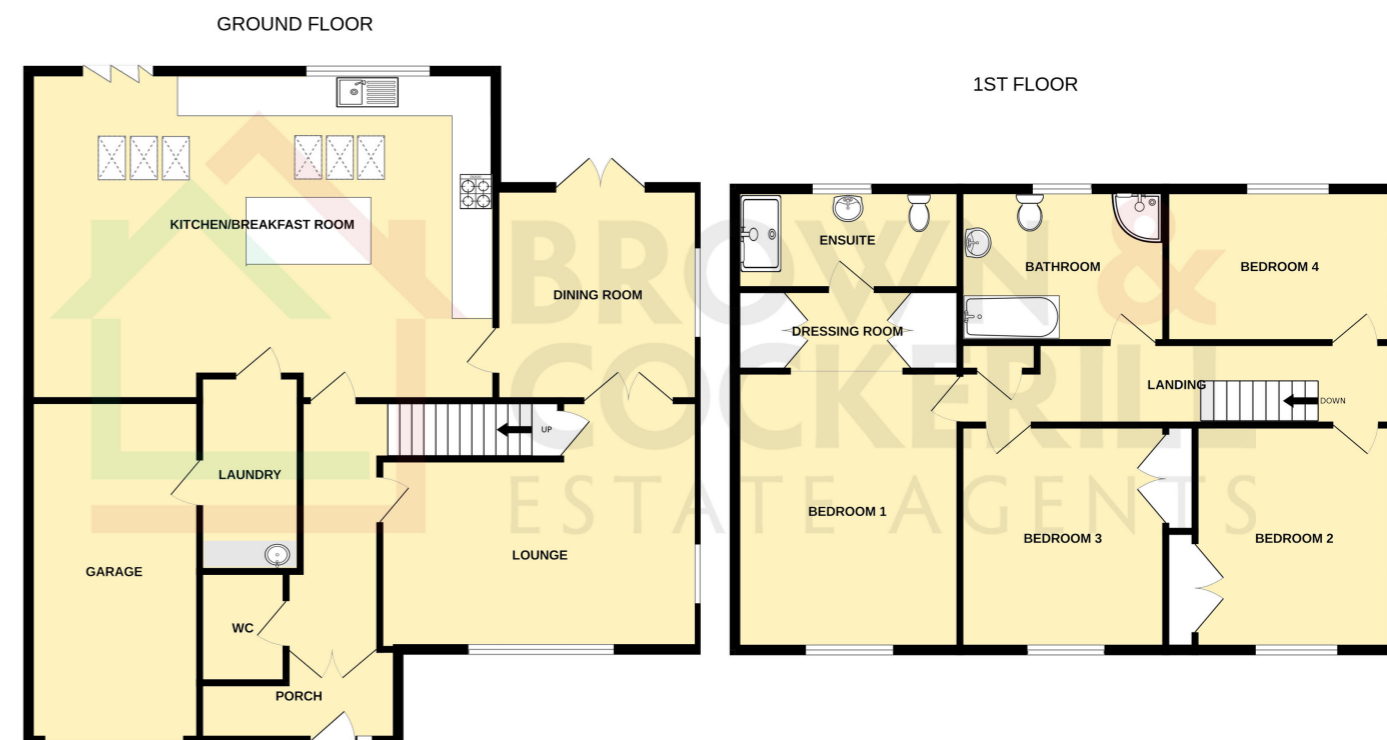 GROUND FLOOR
KITCHEN/BREAKFAST ROOM
DINING ROOM
UP
LAUNDRY
LOUNGE
GARAGE
WC
PORCH
1ST FLOOR
ENSUITE
BATHROOM
BEDROOM 4
DRESSING ROOM
LANDING
DOWN
BEDROOM 1
BEDROOM 3
BEDROOM 2
BROWN &
COCKERILL
ESTATE AGENTS